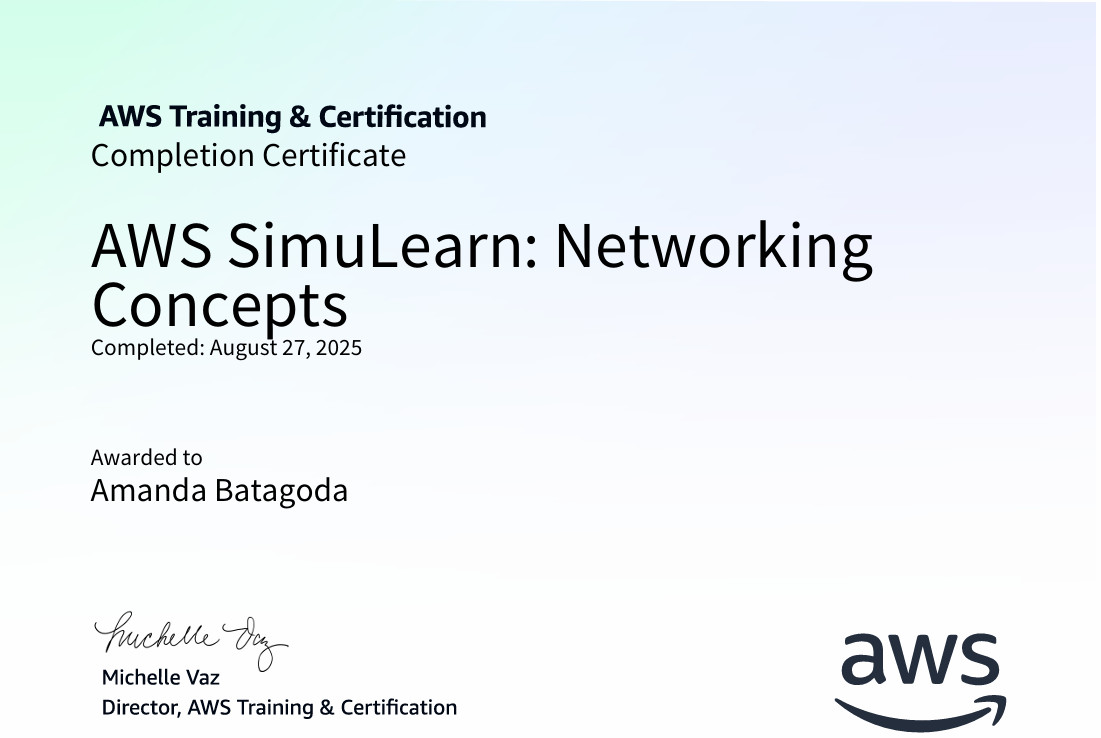 AWS Training & Certification
Completion Certificate
AWS SimuLearn: Networking
Concepts
Completed: August 27, 2025
Awarded to
Amanda Batagoda
Michelle Vaz
Michelle Vaz
Director, AWS Training & Certification
aws